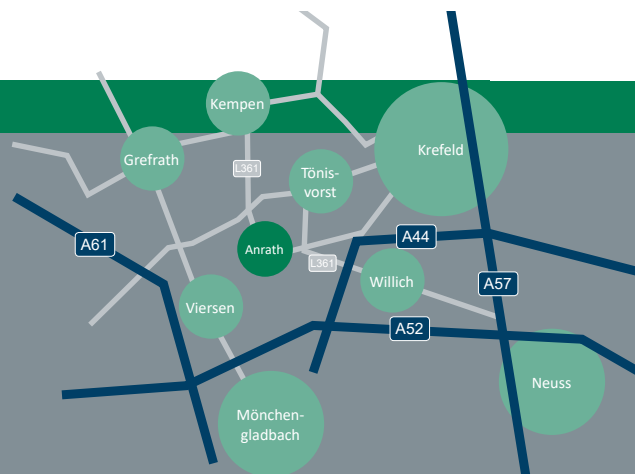 Kempen
Krefeld
Grefrath
L361
Tönis-
vorst
A61
Anrath
A44
L361
Willich
A57
Viersen
A52
Neuss
Mönchen-
gladbach